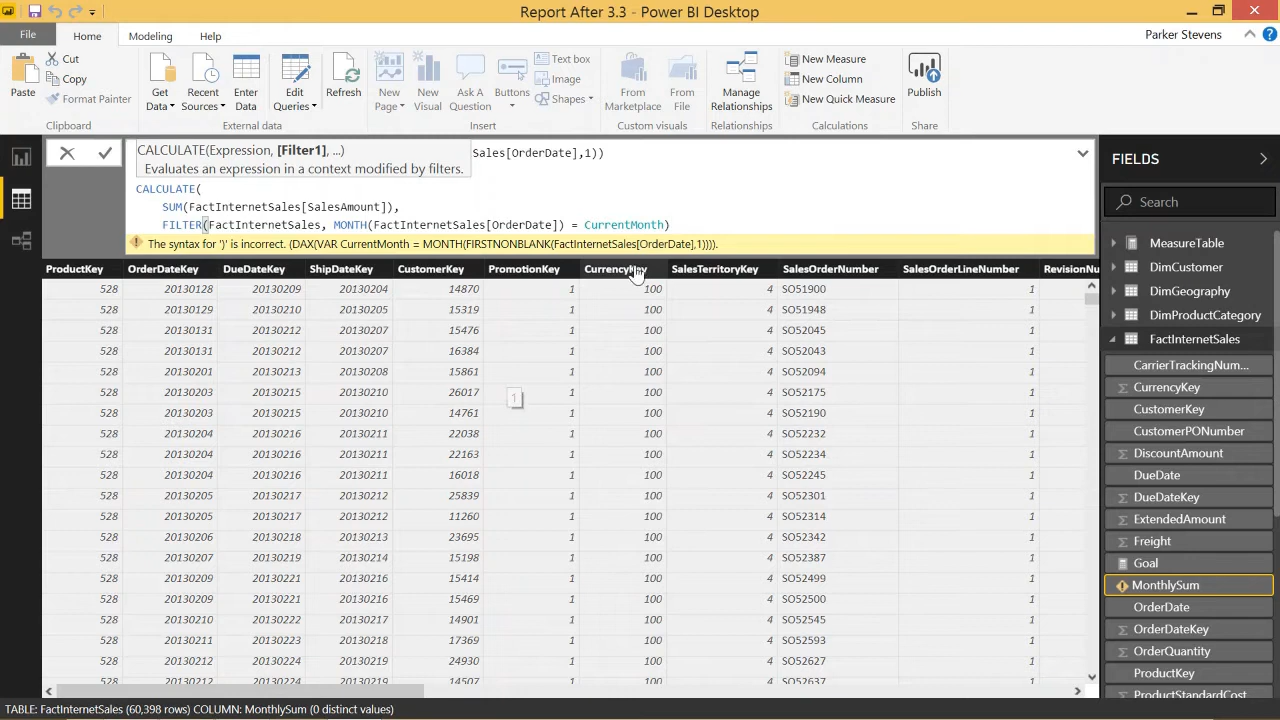 Report After 3.3 - Power BI Desktop
File Home Modeling Help Parker Stevens
Cut
Copy
Format Painter
Paste
Clipboard
Get Data
Recent Sources
Enter Data
Edit Queries
Refresh
External data
New Page
New Visual
Ask A Question
Buttons
Text box
Image
Shapes
Insert
From Marketplace
From File
Custom visuals
Manage Relationships
Relationships
New Measure
New Column
New Quick Measure
Calculations
Publish
Share
CALCULATE(Expression, [Filter1], ...) Sales[OrderDate],1))
Evaluates an expression in a context modified by filters.
CALCULATE(
SUM(FactInternetSales[SalesAmount]),
FILTER(FactInternetSales, MONTH(FactInternetSales[OrderDate]) = CurrentMonth)
The syntax for ')' is incorrect. (DAX(VAR CurrentMonth = MONTH(FIRSTNONBLANK(FactInternetSales[OrderDate],1)))).
ProductKey OrderDateKey DueDateKey ShipDateKey CustomerKey PromotionKey CurrencyKey SalesTerritoryKey SalesOrderNumber SalesOrderLineNumber RevisionNu
528 20130128 20130209 20130204 14870 1 100 4 SO51900 1
528 20130129 20130210 20130205 15319 1 100 4 SO51948 1
528 20130131 20130212 20130207 15476 1 100 4 SO52045 1
528 20130131 20130212 20130207 16384 1 100 4 SO52043 1
528 20130201 20130213 20130208 15861 1 100 4 SO52094 1
528 20130203 20130215 20130210 26017 1 100 4 SO52175 1
528 20130203 20130215 20130210 14761 1 100 4 SO52190 1
528 20130204 20130216 20130211 22038 1 100 4 SO52232 1
528 20130204 20130216 20130211 22163 1 100 4 SO52234 1
528 20130204 20130216 20130211 16018 1 100 4 SO52245 1
528 20130205 20130217 20130212 25839 1 100 4 SO52301 1
528 20130205 20130217 20130212 11260 1 100 4 SO52314 1
528 20130206 20130218 20130213 23695 1 100 4 SO52342 1
528 20130207 20130219 20130214 15198 1 100 4 SO52387 1
528 20130209 20130221 20130216 15414 1 100 4 SO52499 1
528 20130209 20130221 20130216 15469 1 100 4 SO52500 1
528 20130210 20130222 20130217 14901 1 100 4 SO52545 1
528 20130211 20130223 20130218 17369 1 100 4 SO52593 1
528 20130212 20130224 20130219 24930 1 100 4 SO52627 1
528 20130212 20130224 20130219 14507 1 100 4 SO52637 1
1
FIELDS
Search
MeasureTable
DimCustomer
DimGeography
DimProductCategory
FactInternetSales
CarrierTrackingNum...
CurrencyKey
CustomerKey
CustomerPONumber
DiscountAmount
DueDate
DueDateKey
ExtendedAmount
Freight
Goal
MonthlySum
OrderDate
OrderDateKey
OrderQuantity
ProductKey
ProductStandardCost
TABLE: FactInternetSales (60,398 rows) COLUMN: MonthlySum (0 distinct values)